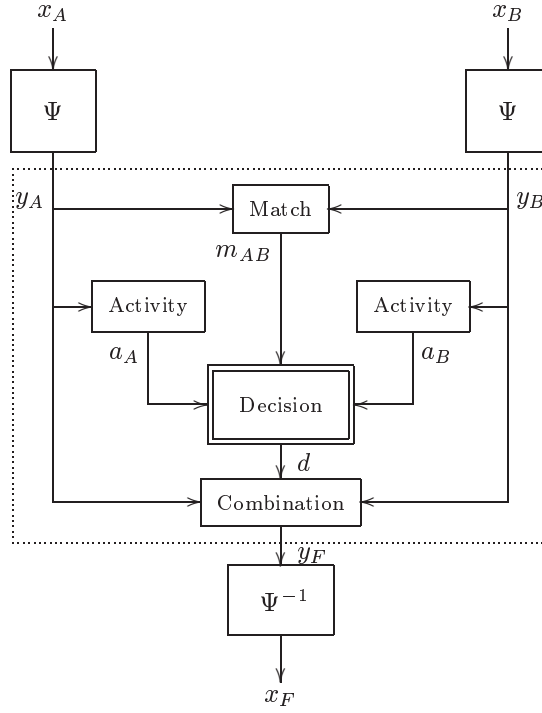 x_A x_B
Ψ Ψ
y_A Match y_B
m_AB
Activity Activity
a_A a_B
Decision
d
Combination
y_F
Ψ^-1
x_F